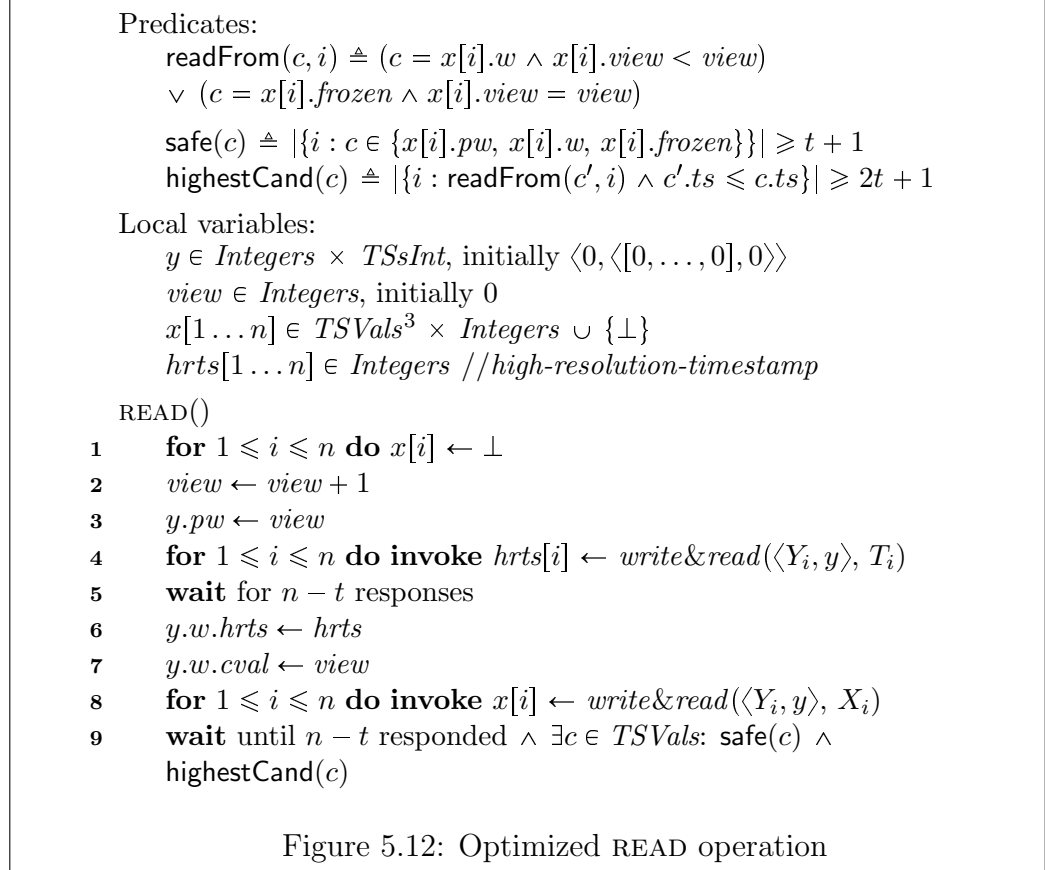 Predicates:
readFrom(c, i) ≜ (c = x[i].w ∧ x[i].view < view)
∨ (c = x[i].frozen ∧ x[i].view = view)
safe(c) ≜ |{i : c ∈ {x[i].pw, x[i].w, x[i].frozen}}| ⩾ t + 1
highestCand(c) ≜ |{i : readFrom(c′, i) ∧ c′.ts ⩽ c.ts}| ⩾ 2t + 1
Local variables:
y ∈ Integers × TSsInt, initially ⟨0, ⟨[0, . . . , 0], 0⟩⟩
view ∈ Integers, initially 0
x[1 . . . n] ∈ TSVals³ × Integers ∪ {⊥}
hrts[1 . . . n] ∈ Integers //high-resolution-timestamp
READ()
1 for 1 ⩽ i ⩽ n do x[i] ← ⊥
2 view ← view + 1
3 y.pw ← view
4 for 1 ⩽ i ⩽ n do invoke hrts[i] ← write&read(⟨Yᵢ, y⟩, Tᵢ)
5 wait for n − t responses
6 y.w.hrts ← hrts
7 y.w.cval ← view
8 for 1 ⩽ i ⩽ n do invoke x[i] ← write&read(⟨Yᵢ, y⟩, Xᵢ)
9 wait until n − t responded ∧ ∃c ∈ TSVals: safe(c) ∧
highestCand(c)
Figure 5.12: Optimized READ operation